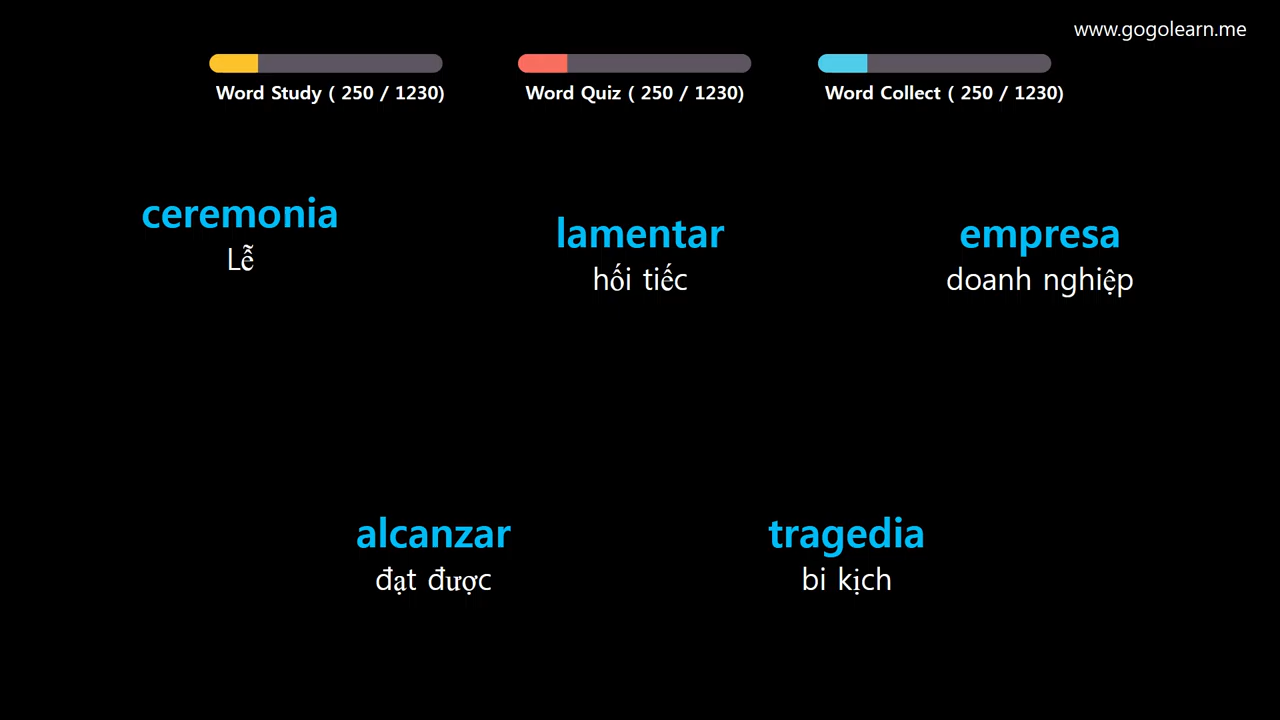 www.gogolearn.me
Word Study ( 250 / 1230)
Word Quiz ( 250 / 1230)
Word Collect ( 250 / 1230)
ceremonia
Lễ
lamentar
hối tiếc
empresa
doanh nghiệp
alcanzar
đạt được
tragedia
bi kịch